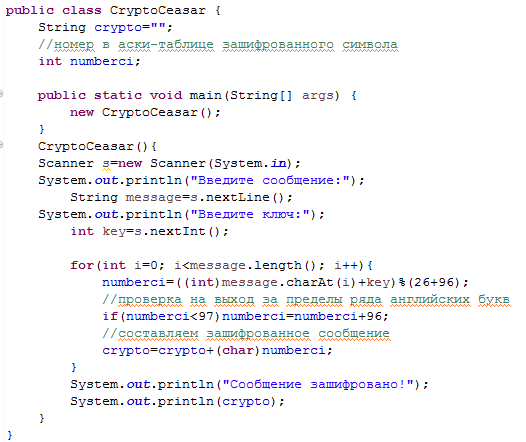 public class CryptoCeasar {
    String crypto="";
    //номер в аски-таблице зашифрованного символа
    int numberci;

    public static void main(String[] args) {
        new CryptoCeasar();
    }
    CryptoCeasar(){
    Scanner s=new Scanner(System.in);
    System.out.println("Введите сообщение:");
        String message=s.nextLine();
    System.out.println("Введите ключ:");
        int key=s.nextInt();

        for(int i=0; i<message.length(); i++){
            numberci=((int)message.charAt(i)+key)%(26+96);
            //проверка на выход за пределы ряда английских букв
            if(numberci<97)numberci=numberci+96;
            //составляем зашифрованное сообщение
            crypto=crypto+(char)numberci;
        }
        System.out.println("Сообщение зашифровано!");
        System.out.println(crypto);
    }
}